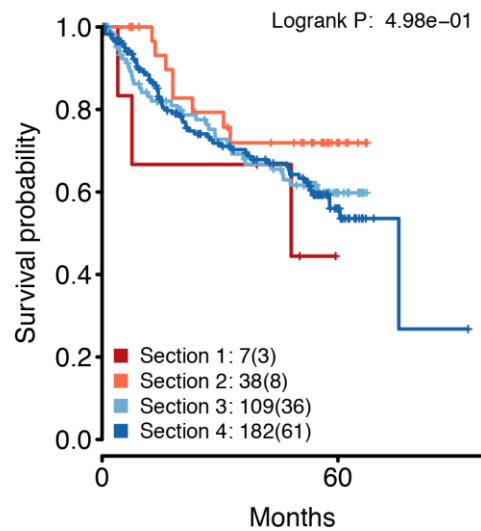 Logrank P: 4.98e−01
Survival probability
1.0
0.8
0.6
0.4
0.2
0.0
Section 1: 7(3)
Section 2: 38(8)
Section 3: 109(36)
Section 4: 182(61)
0 60
Months